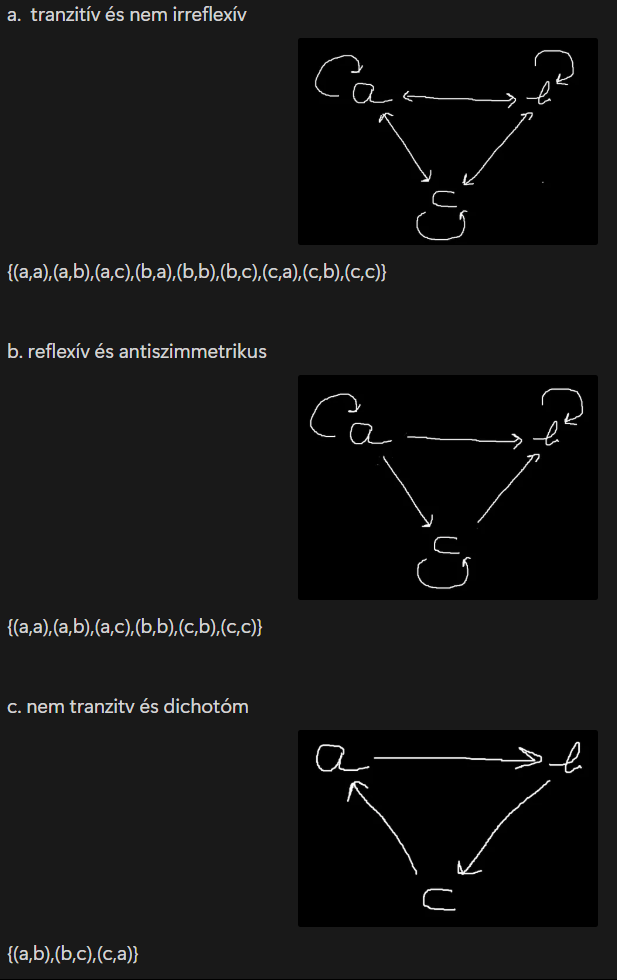 a. tranzitív és nem irreflexív
a b
c
{(a,a),(a,b),(a,c),(b,a),(b,b),(b,c),(c,a),(c,b),(c,c)}
b. reflexív és antiszimmetrikus
a b
c
{(a,a),(a,b),(a,c),(b,b),(c,b),(c,c)}
c. nem tranzitv és dichotóm
a b
c
{(a,b),(b,c),(c,a)}